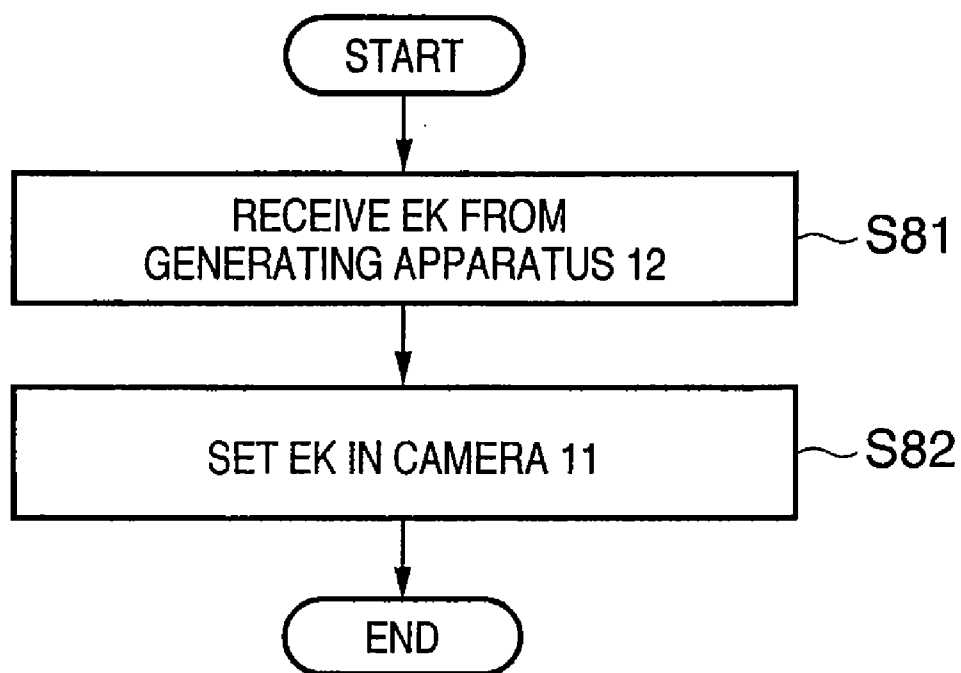 START
RECEIVE EK FROM
GENERATING APPARATUS 12
S81
SET EK IN CAMERA 11
S82
END